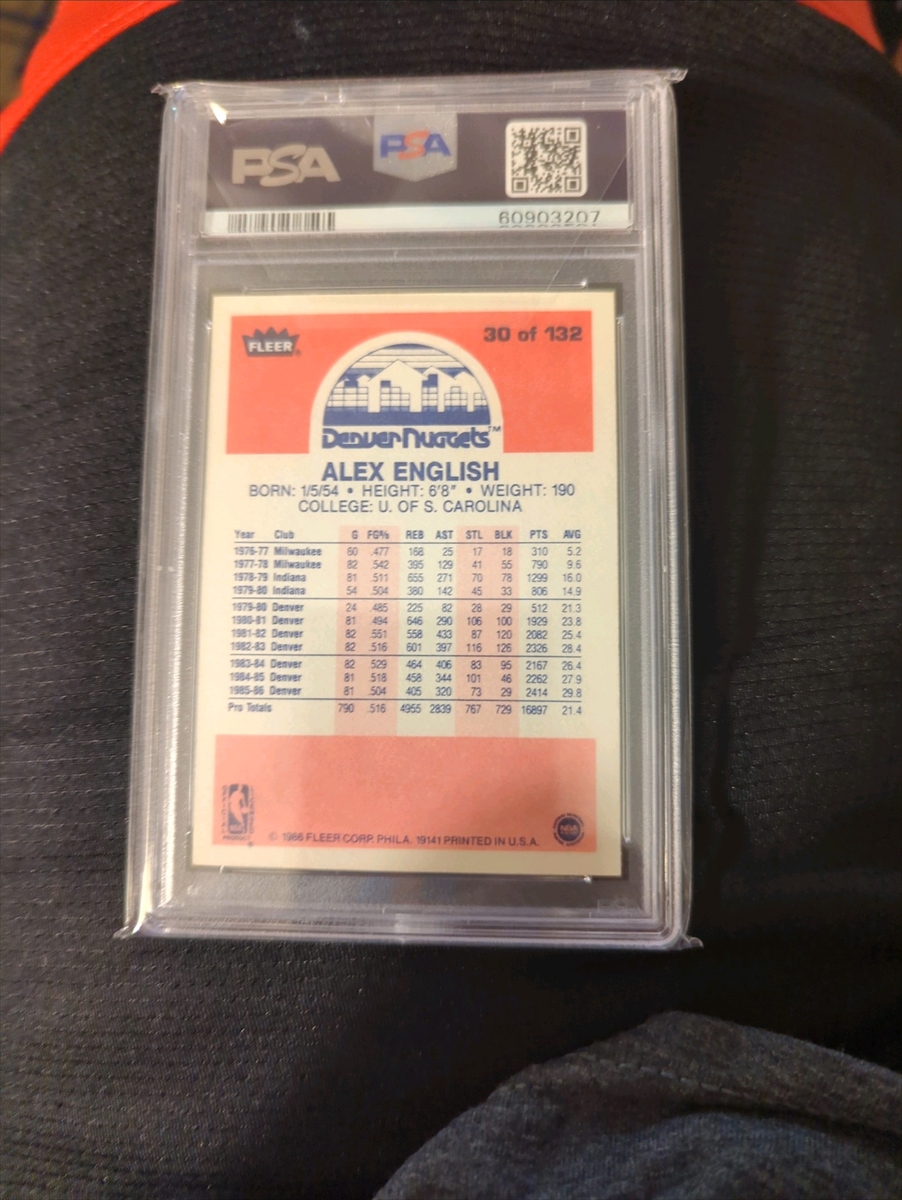 PSA PSA
60903207
FLEER® 30 of 132
Denver Nuggets™
ALEX ENGLISH
BORN: 1/5/54 • HEIGHT: 6'8" • WEIGHT: 190
COLLEGE: U. OF S. CAROLINA
Year Club G FG% REB AST STL BLK PTS AVG
1976-77 Milwaukee 60 .477 168 25 17 18 310 5.2
1977-78 Milwaukee 82 .542 395 129 41 55 790 9.6
1978-79 Indiana 81 .511 655 271 70 78 1299 16.0
1979-80 Indiana 54 .504 380 142 45 33 806 14.9
1979-80 Denver 24 .485 225 82 28 29 512 21.3
1980-81 Denver 81 .494 646 290 106 100 1929 23.8
1981-82 Denver 82 .551 558 433 87 120 2082 25.4
1982-83 Denver 82 .516 601 397 116 126 2326 28.4
1983-84 Denver 82 .529 464 406 83 95 2167 26.4
1984-85 Denver 81 .518 458 344 101 46 2262 27.9
1985-86 Denver 81 .504 405 320 73 29 2414 29.8
Pro Totals 790 .516 4955 2839 767 729 16897 21.4
© 1986 FLEER CORP. PHILA. 19141 PRINTED IN U.S.A.